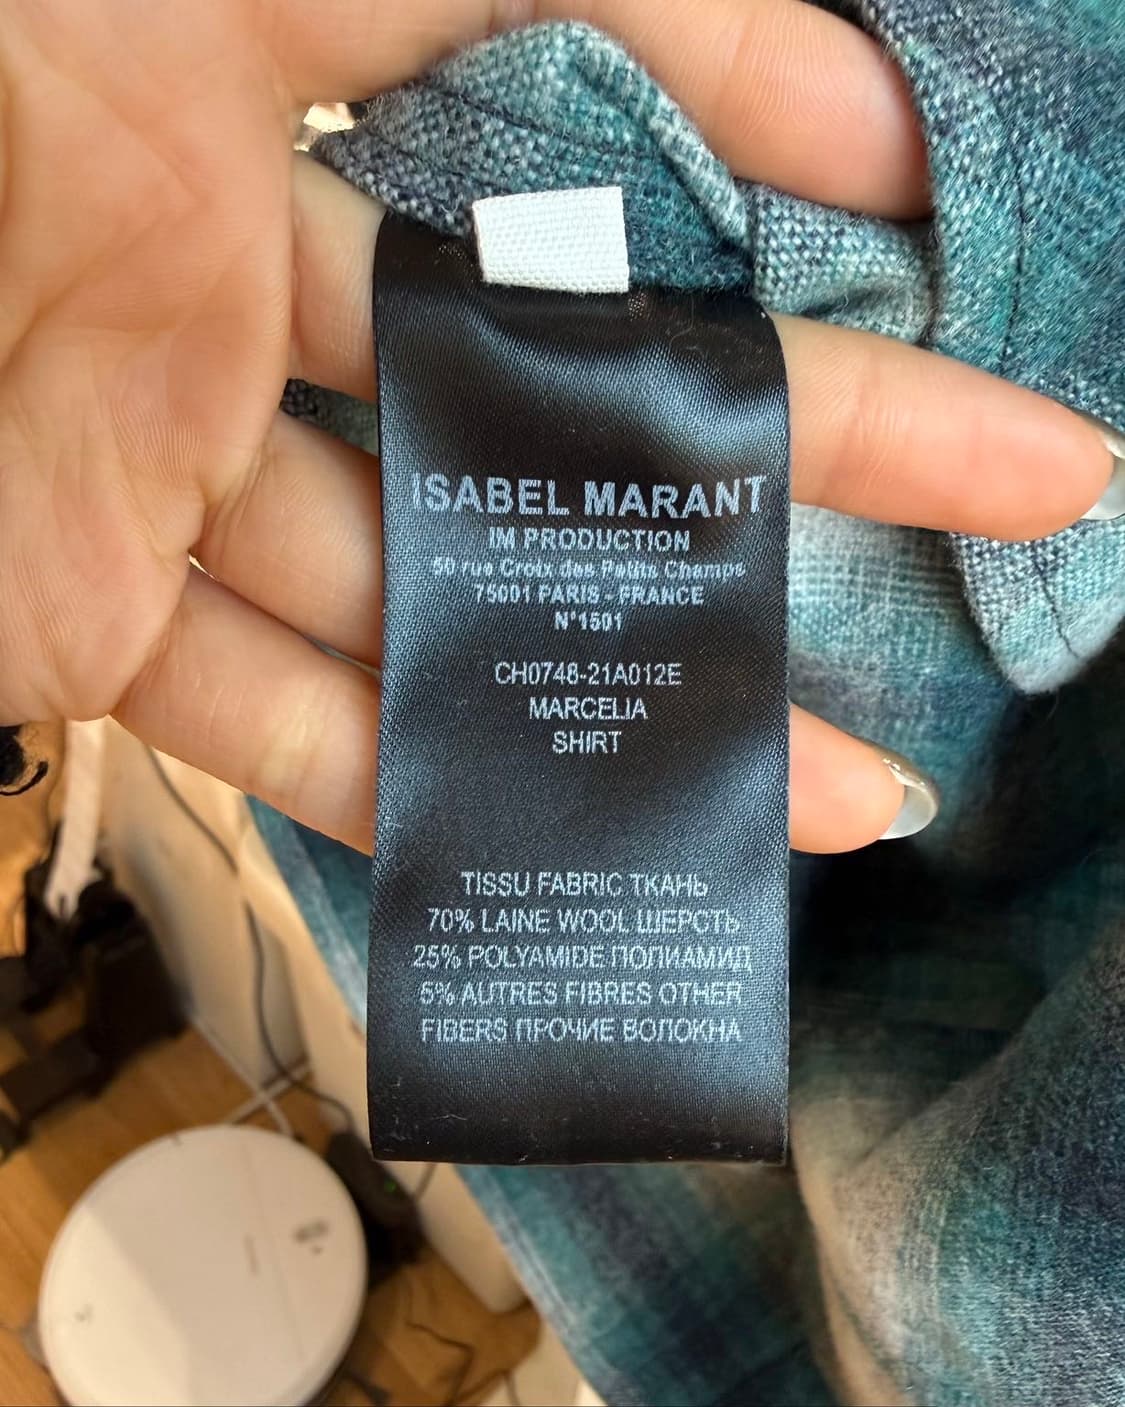 ISABEL MARANT
IM PRODUCTION
50 rue Croix des Petits Champs
75001 PARIS - FRANCE
N°1501
CH0748-21A012E
MARCELIA
SHIRT
TISSU FABRIC ТКАНЬ
70% LAINE WOOL ШЕРСТЬ
25% POLYAMIDE ПОЛИАМИД
5% AUTRES FIBRES OTHER
FIBERS ПРОЧИЕ ВОЛОКНА